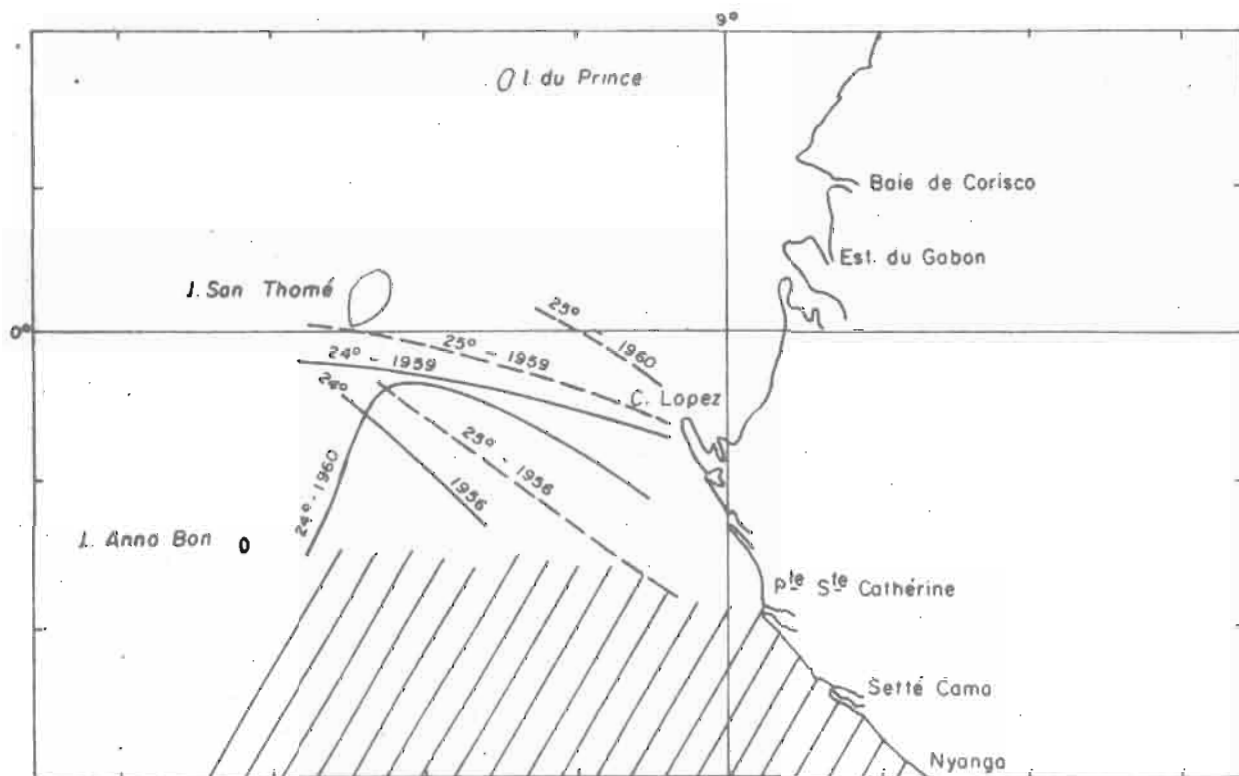 9°
I. du Prince
Baie de Corisco
Est. du Gabon
I. San Thomé
0°
25°
1960
25° - 1959
24° - 1959
24°
1956
C. Lopez
25° - 1956
24° - 1960
I. Anno Bon
Pte Ste Cathérine
Setté Cama
Nyanga